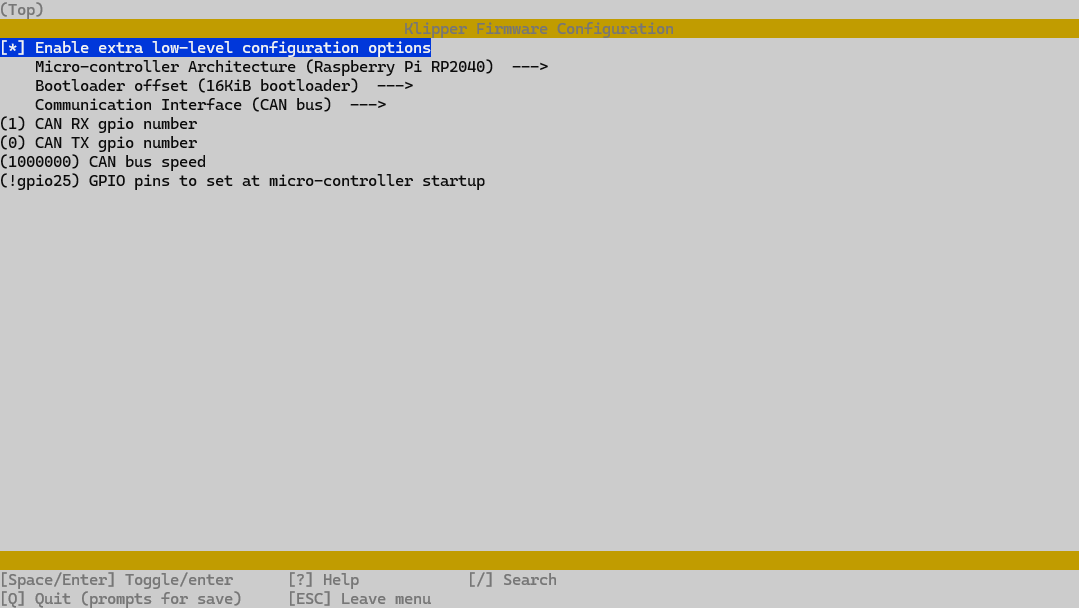 (Top)
Klipper Firmware Configuration
[*] Enable extra low-level configuration options
Micro-controller Architecture (Raspberry Pi RP2040) --->
Bootloader offset (16KiB bootloader) --->
Communication Interface (CAN bus) --->
(1) CAN RX gpio number
(0) CAN TX gpio number
(1000000) CAN bus speed
(!gpio25) GPIO pins to set at micro-controller startup
[Space/Enter] Toggle/enter [?] Help [/] Search
[Q] Quit (prompts for save) [ESC] Leave menu